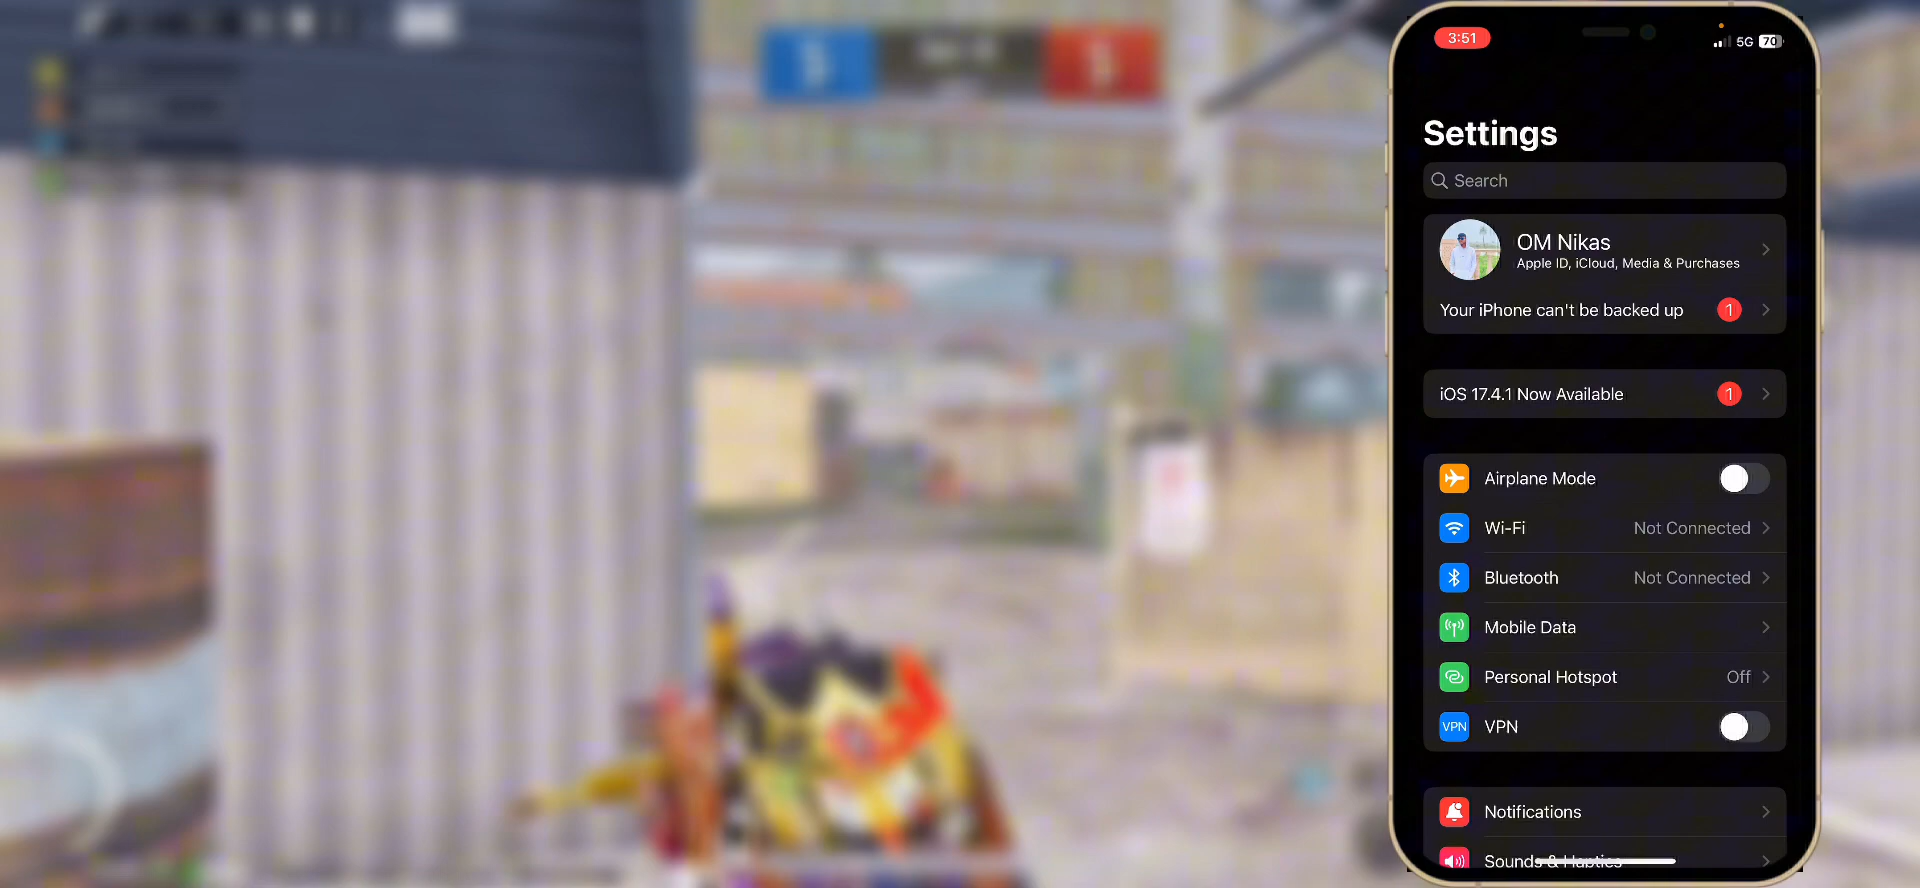 3:51
5G 70
Settings
Search
OM Nikas
Apple ID, iCloud, Media & Purchases
Your iPhone can't be backed up 1
iOS 17.4.1 Now Available 1
Airplane Mode
Wi-Fi Not Connected
Bluetooth Not Connected
Mobile Data
Personal Hotspot Off
VPN VPN
Notifications
Sounds & Haptics